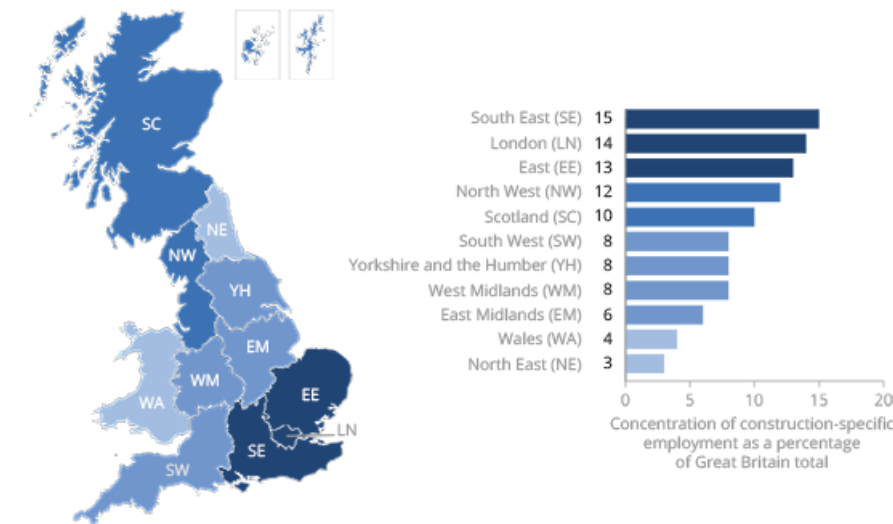 SC
NE
NW
YH
EM
WM
WA
EE
LN
SE
SW
South East (SE) 15
London (LN) 14
East (EE) 13
North West (NW) 12
Scotland (SC) 10
South West (SW) 8
Yorkshire and the Humber (YH) 8
West Midlands (WM) 8
East Midlands (EM) 6
Wales (WA) 4
North East (NE) 3
0 5 10 15 20
Concentration of construction-specific
employment as a percentage
of Great Britain total